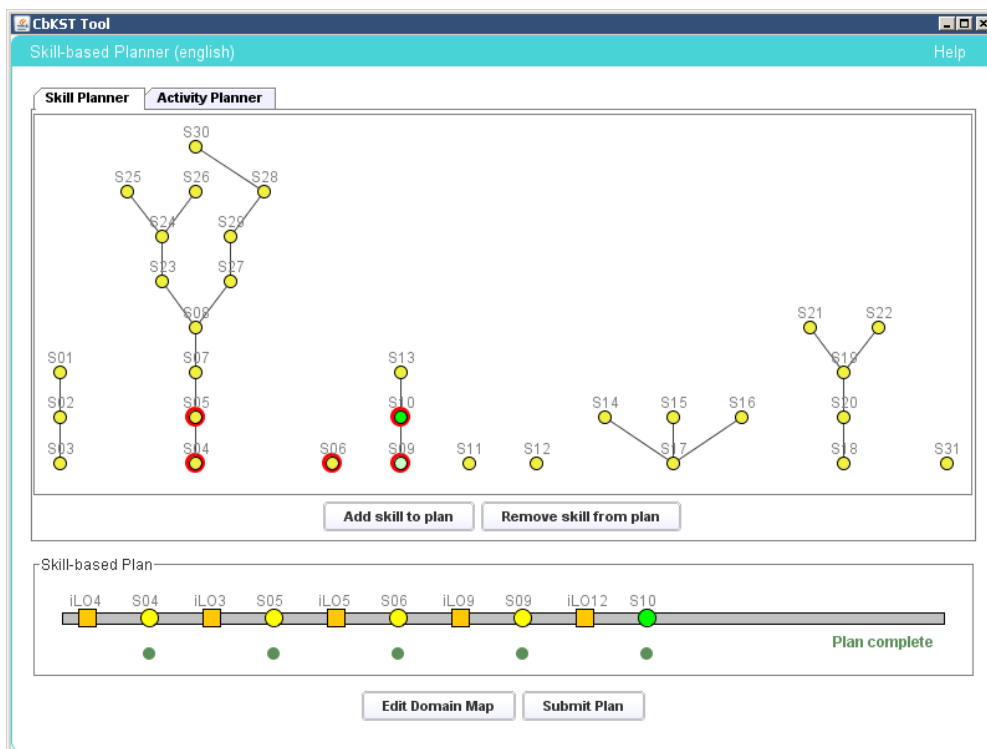 CbKST Tool
Skill-based Planner (english) Help
Skill Planner Activity Planner
S30
S25 S26 S28
S24 S29
S23 S27
S08 S21 S22
S01 S07 S13 S19
S02 S05 S10 S14 S15 S16 S20
S03 S04 S06 S09 S11 S12 S17 S18 S31
Add skill to plan Remove skill from plan
Skill-based Plan
iLO4 S04 iLO3 S05 iLO5 S06 iLO9 S09 iLO12 S10
Plan complete
Edit Domain Map Submit Plan